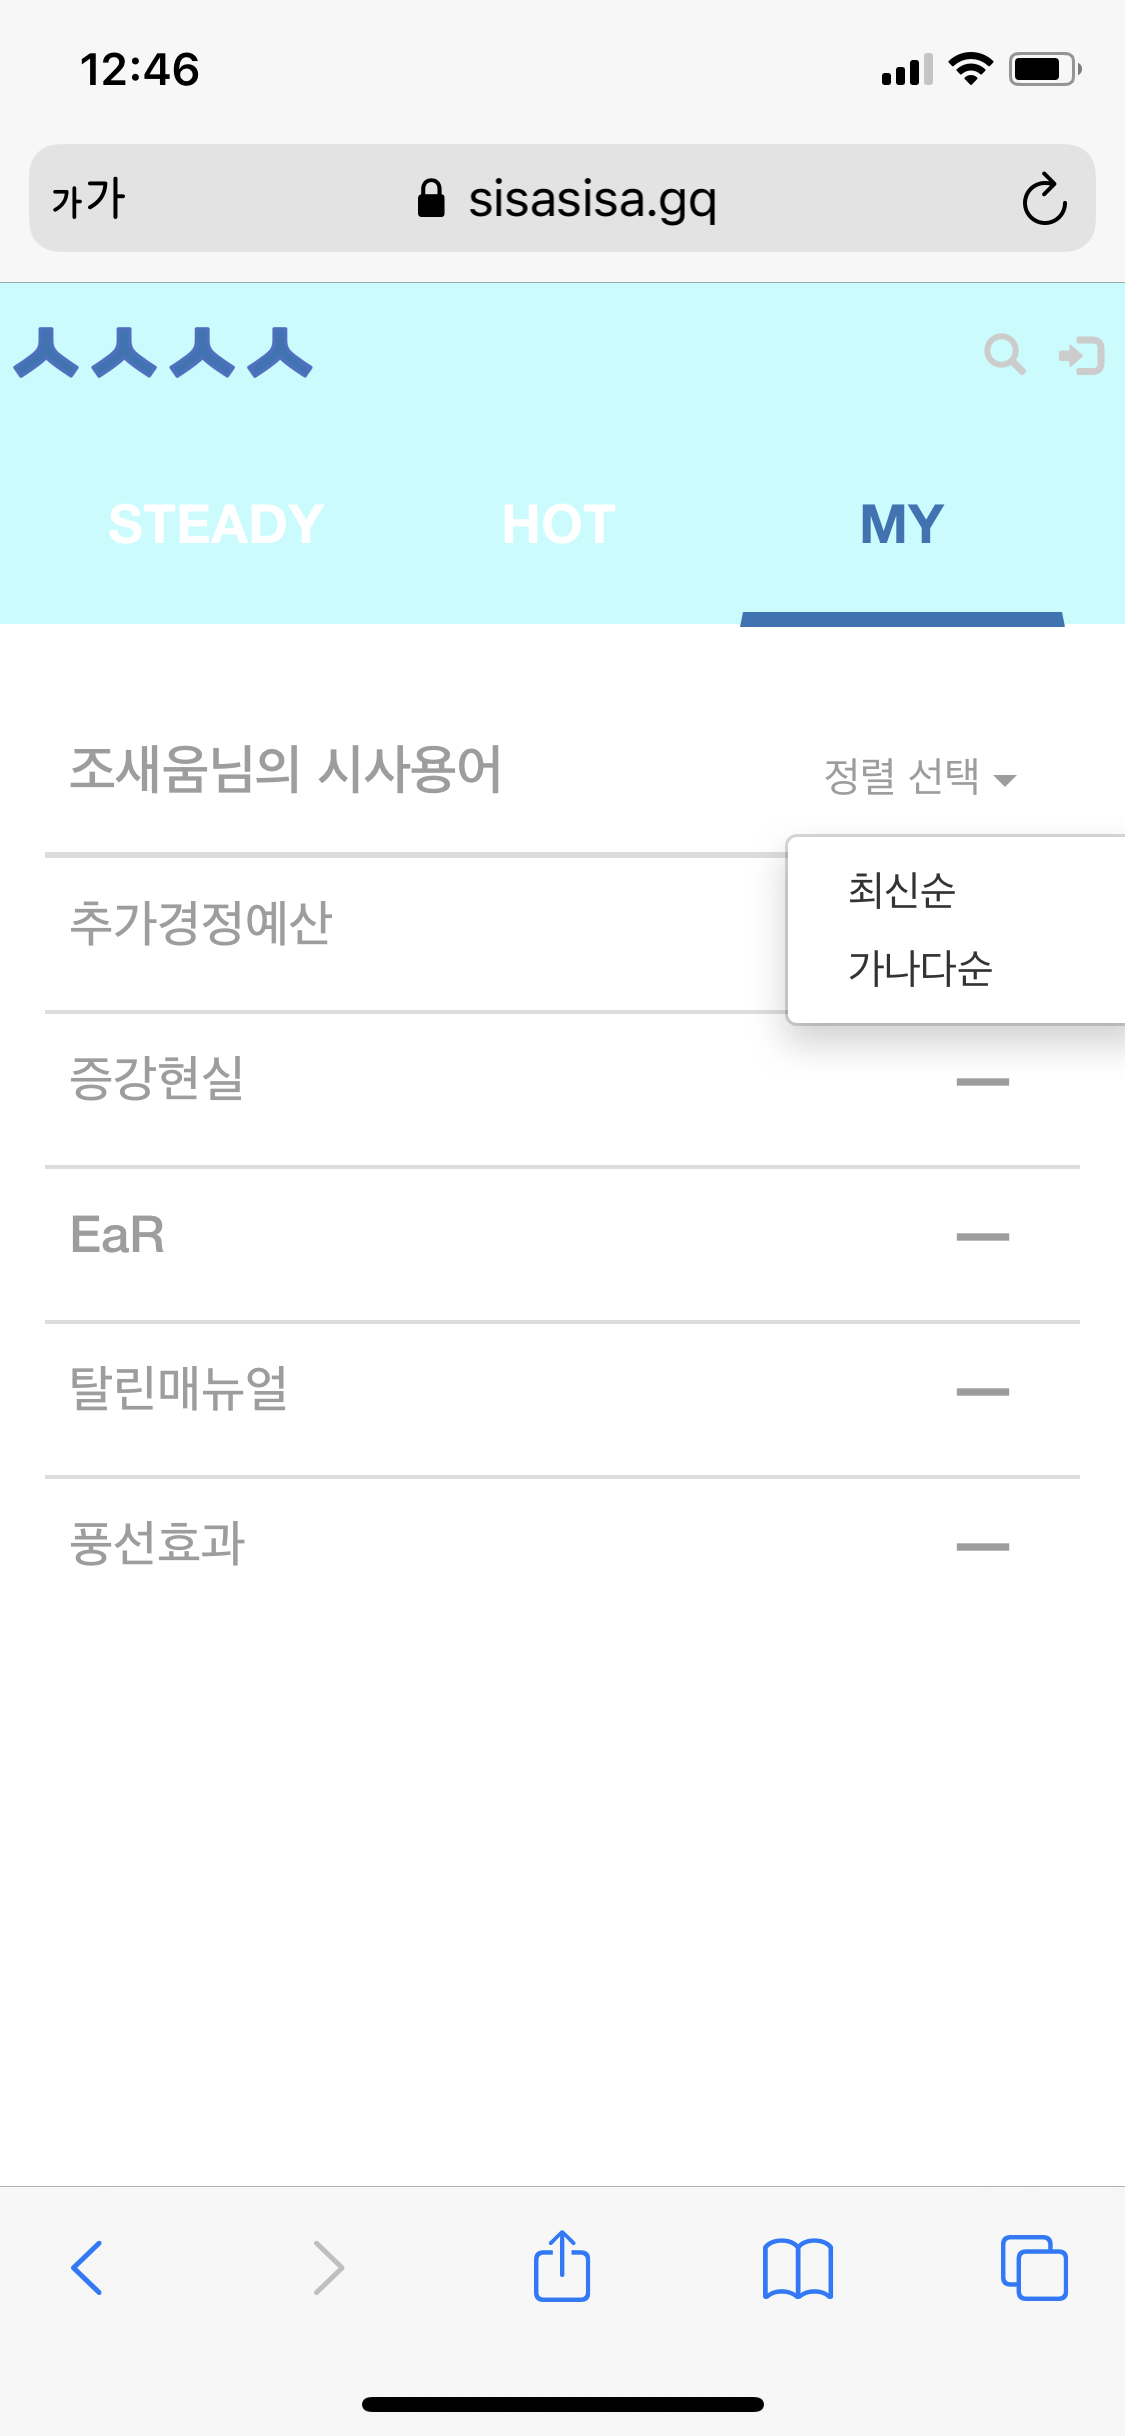 12:46
가가
sisasisa.gq
ㅅㅅㅅㅅ
STEADY HOT MY
조새움님의 시사용어
정렬 선택
최신순
가나다순
추가경정예산
증강현실
EaR
탈린매뉴얼
풍선효과